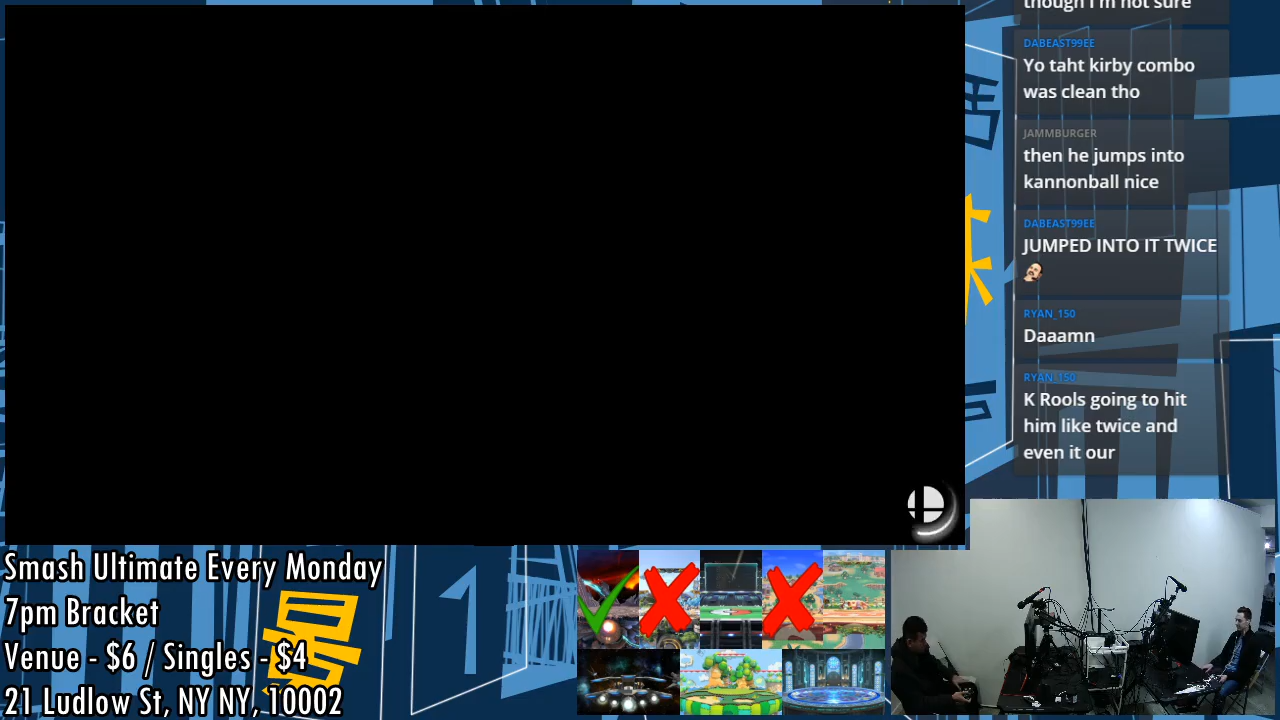 though I'm not sure
DABEAST99EE
Yo taht kirby combo
was clean tho
JAMMBURGER
then he jumps into
kannonball nice
DABEAST99EE
JUMPED INTO IT TWICE
RYAN_150
Daaamn
RYAN_150
K Rools going to hit
him like twice and
even it our
Smash Ultimate Every Monday
7pm Bracket
Venue - $6 / Singles - $4
21 Ludlow St, NY NY, 10002
1